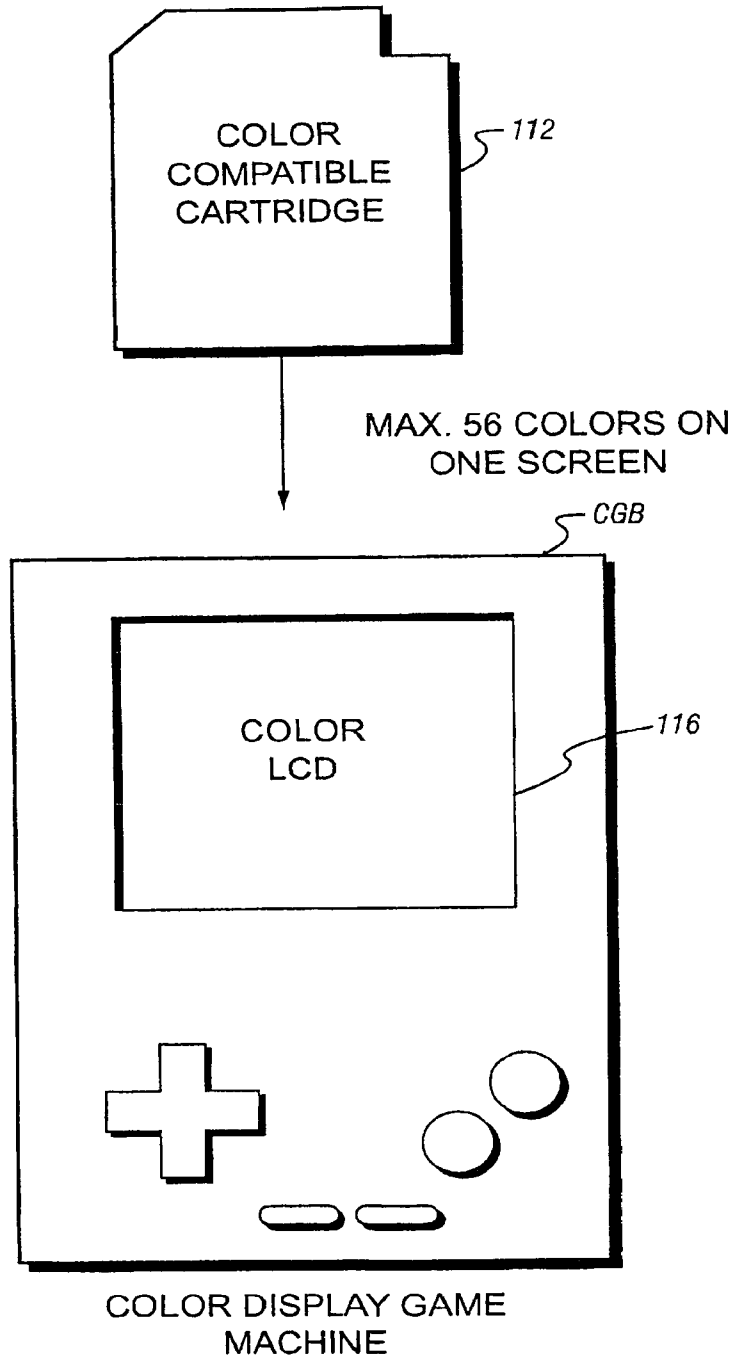 COLOR
COMPATIBLE
CARTRIDGE
112
MAX. 56 COLORS ON
ONE SCREEN
CGB
COLOR
LCD
116
COLOR DISPLAY GAME
MACHINE